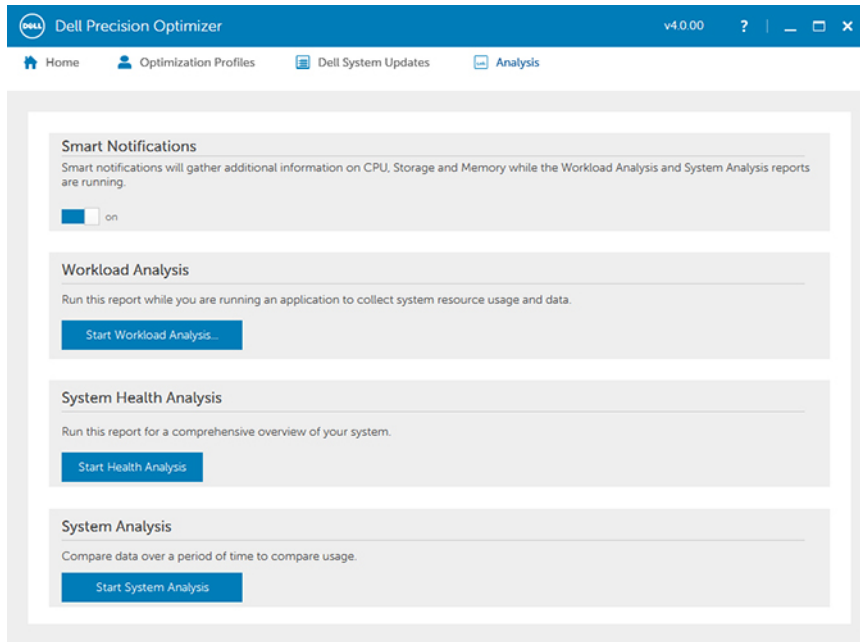 DELL Dell Precision Optimizer v4.0.00 ?
Home Optimization Profiles Dell System Updates Analysis
Smart Notifications
Smart notifications will gather additional information on CPU, Storage and Memory while the Workload Analysis and System Analysis reports
are running.
on
Workload Analysis
Run this report while you are running an application to collect system resource usage and data.
Start Workload Analysis...
System Health Analysis
Run this report for a comprehensive overview of your system.
Start Health Analysis
System Analysis
Compare data over a period of time to compare usage.
Start System Analysis